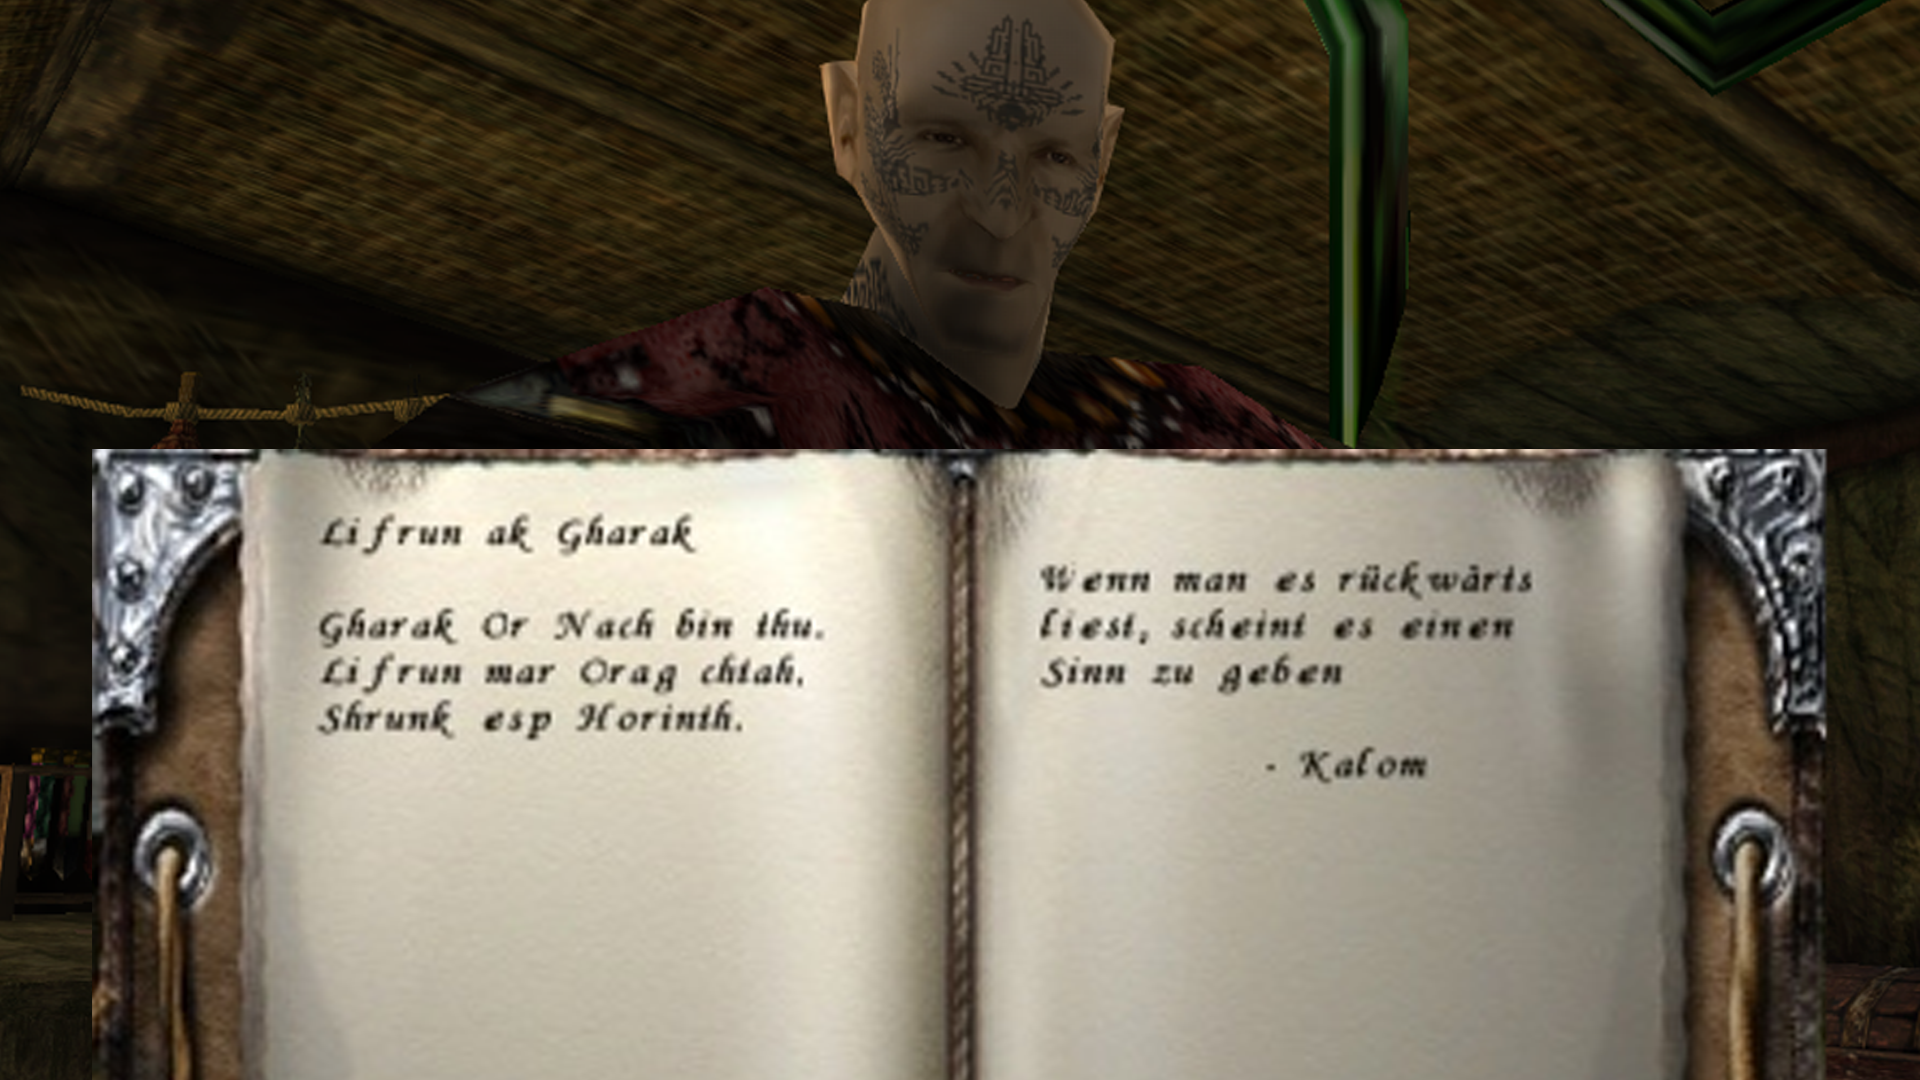 Lifrun ak Gharak
Gharak Or Nach bin thu.
Lifrun mar Orag chtah,
Shrunk esp Horinth.
Wenn man es rückwärts
liest, scheint es einen
Sinn zu geben
- Kalom